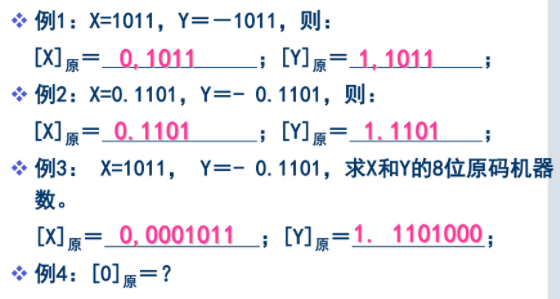 例1：X=1011，Y＝－1011，则：
[X]原＝ 0,1011 ；[Y]原＝ 1,1011 ；
例2：X=0.1101，Y＝- 0.1101，则：
[X]原＝ 0.1101 ；[Y]原＝ 1.1101 ；
例3： X=1011， Y＝- 0.1101，求X和Y的8位原码机器
数。
[X]原＝ 0,0001011 ；[Y]原＝1. 1101000；
例4：[0]原＝？